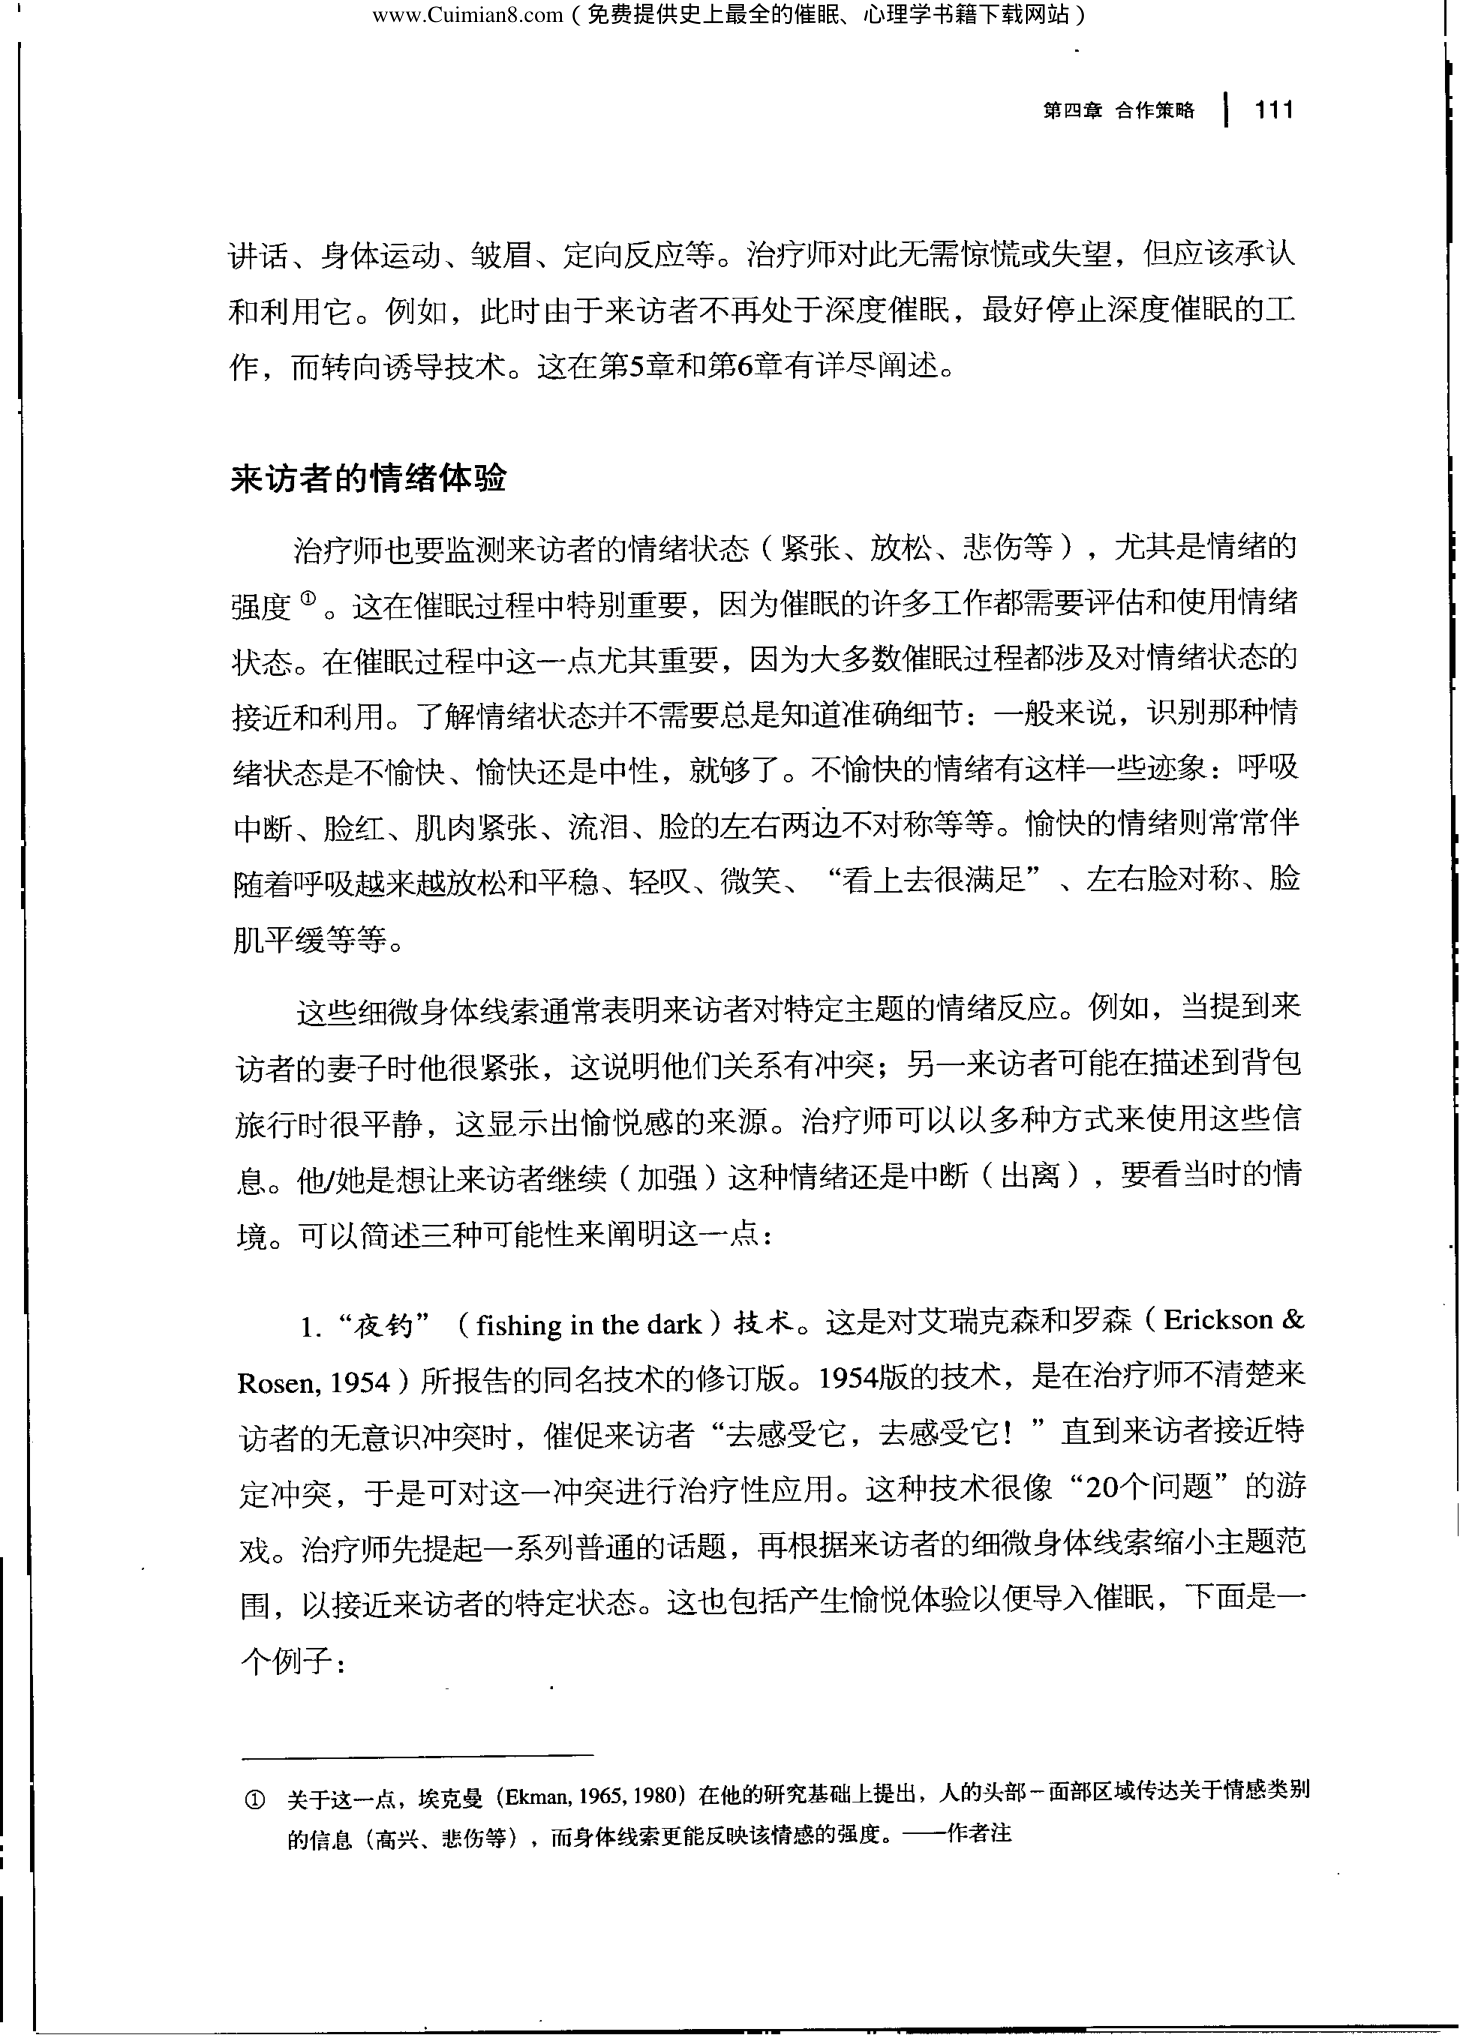 www.Cuimian8.com（免费提供史上最全的催眠、心理学书籍下载网站）
第四章 合作策略 111
讲话、身体运动、皱眉、定向反应等。治疗师对此无需惊慌或失望，但应该承认
和利用它。例如，此时由于来访者不再处于深度催眠，最好停止深度催眠的工
作，而转向诱导技术。这在第5章和第6章有详尽阐述。
来访者的情绪体验
治疗师也要监测来访者的情绪状态（紧张、放松、悲伤等），尤其是情绪的
强度①。这在催眠过程中特别重要，因为催眠的许多工作都需要评估和使用情绪
状态。在催眠过程中这一点尤其重要，因为大多数催眠过程都涉及对情绪状态的
接近和利用。了解情绪状态并不需要总是知道准确细节：一般来说，识别那种情
绪状态是不愉快、愉快还是中性，就够了。不愉快的情绪有这样一些迹象：呼吸
中断、脸红、肌肉紧张、流泪、脸的左右两边不对称等等。愉快的情绪则常常伴
随着呼吸越来越放松和平稳、轻叹、微笑、“看上去很满足”、左右脸对称、脸
肌平缓等等。
这些细微身体线索通常表明来访者对特定主题的情绪反应。例如，当提到来
访者的妻子时他很紧张，这说明他们关系有冲突；另一来访者可能在描述到背包
旅行时很平静，这显示出愉悦感的来源。治疗师可以以多种方式来使用这些信
息。他/她是想让来访者继续（加强）这种情绪还是中断（出离），要看当时的情
境。可以简述三种可能性来阐明这一点：
1. “夜钓”（fishing in the dark）技术。这是对艾瑞克森和罗森（Erickson &
Rosen, 1954）所报告的同名技术的修订版。1954版的技术，是在治疗师不清楚来
访者的无意识冲突时，催促来访者“去感受它，去感受它！”直到来访者接近特
定冲突，于是可对这一冲突进行治疗性应用。这种技术很像“20个问题”的游
戏。治疗师先提起一系列普通的话题，再根据来访者的细微身体线索缩小主题范
围，以接近来访者的特定状态。这也包括产生愉悦体验以便导入催眠，下面是一
个例子：
① 关于这一点，埃克曼（Ekman, 1965, 1980）在他的研究基础上提出，人的头部－面部区域传达关于情感类别
的信息（高兴、悲伤等），而身体线索更能反映该情感的强度。——作者注